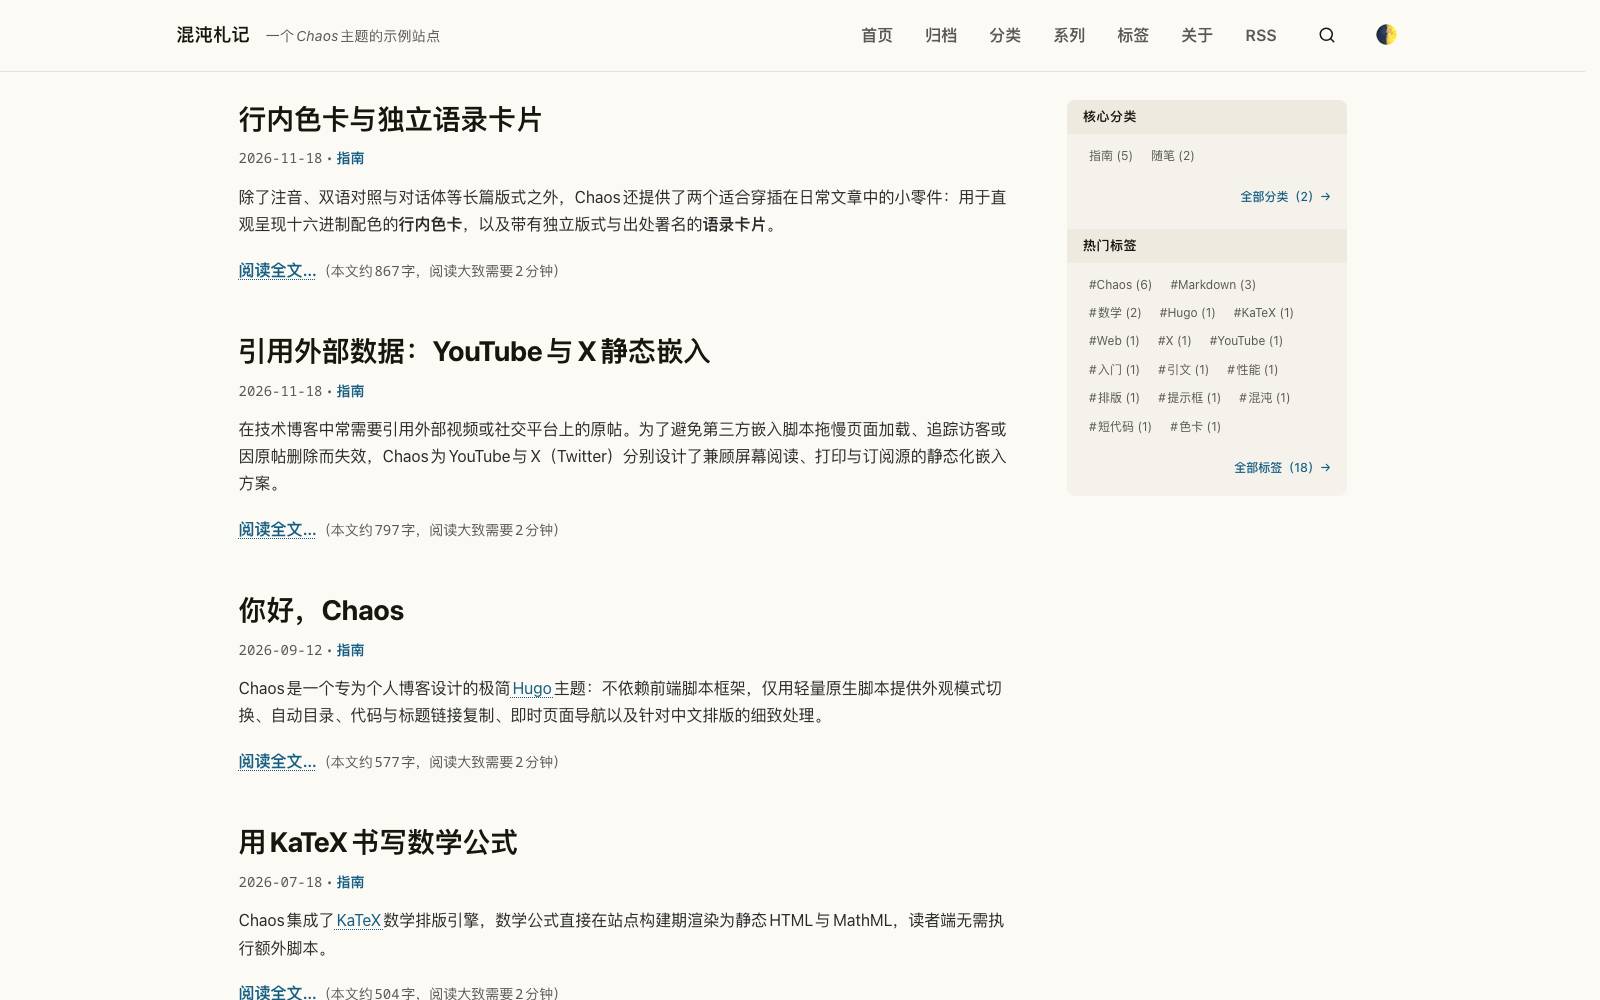 混沌札记
一个 Chaos 主题的示例站点
首页 归档 分类 系列 标签 关于 RSS
行内色卡与独立语录卡片
2026-11-18 • 指南
除了注音、双语对照与对话体等长篇版式之外，Chaos 还提供了两个适合穿插在日常文章中的小零件：用于直
观呈现十六进制配色的行内色卡，以及带有独立版式与出处署名的语录卡片。
阅读全文…（本文约 867 字，阅读大致需要 2 分钟）
引用外部数据：YouTube 与 X 静态嵌入
2026-11-18 • 指南
在技术博客中常需要引用外部视频或社交平台上的原帖。为了避免第三方嵌入脚本拖慢页面加载、追踪访客或
因原帖删除而失效，Chaos 为 YouTube 与 X（Twitter）分别设计了兼顾屏幕阅读、打印与订阅源的静态化嵌入
方案。
阅读全文…（本文约 797 字，阅读大致需要 2 分钟）
你好，Chaos
2026-09-12 • 指南
Chaos 是一个专为个人博客设计的极简 Hugo 主题：不依赖前端脚本框架，仅用轻量原生脚本提供外观模式切
换、自动目录、代码与标题链接复制、即时页面导航以及针对中文排版的细致处理。
阅读全文…（本文约 577 字，阅读大致需要 2 分钟）
用 KaTeX 书写数学公式
2026-07-18 • 指南
Chaos 集成了 KaTeX 数学排版引擎，数学公式直接在站点构建期渲染为静态 HTML 与 MathML，读者端无需执
行额外脚本。
阅读全文…（本文约 504 字，阅读大致需要 2 分钟）
核心分类
指南 (5) 随笔 (2)
全部分类（2）→
热门标签
#Chaos (6) #Markdown (3)
#数学 (2) #Hugo (1) #KaTeX (1)
#Web (1) #X (1) #YouTube (1)
#入门 (1) #引文 (1) #性能 (1)
#排版 (1) #提示框 (1) #混沌 (1)
#短代码 (1) #色卡 (1)
全部标签（18）→